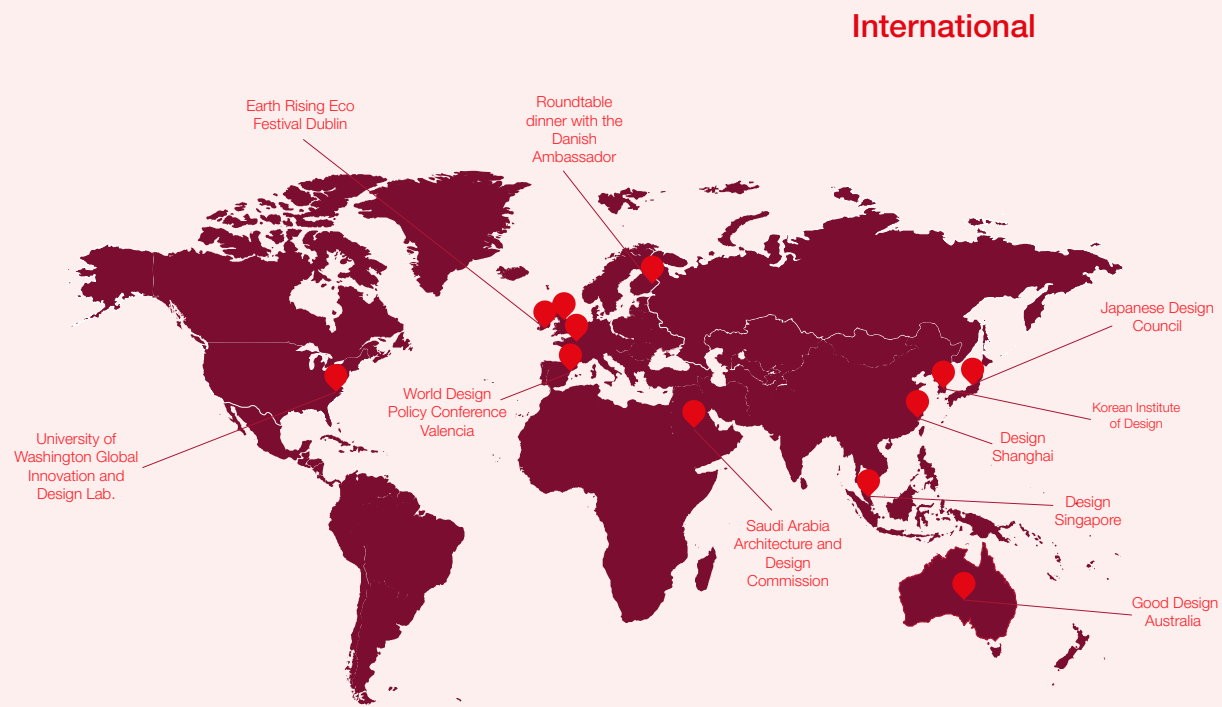 International
Earth Rising Eco
Festival Dublin
Roundtable
dinner with the
Danish
Ambassador
Japanese Design
Council
World Design
Policy Conference
Valencia
Korean Institute
of Design
University of
Washington Global
Innovation and
Design Lab.
Design
Shanghai
Design
Singapore
Saudi Arabia
Architecture and
Design
Commission
Good Design
Australia